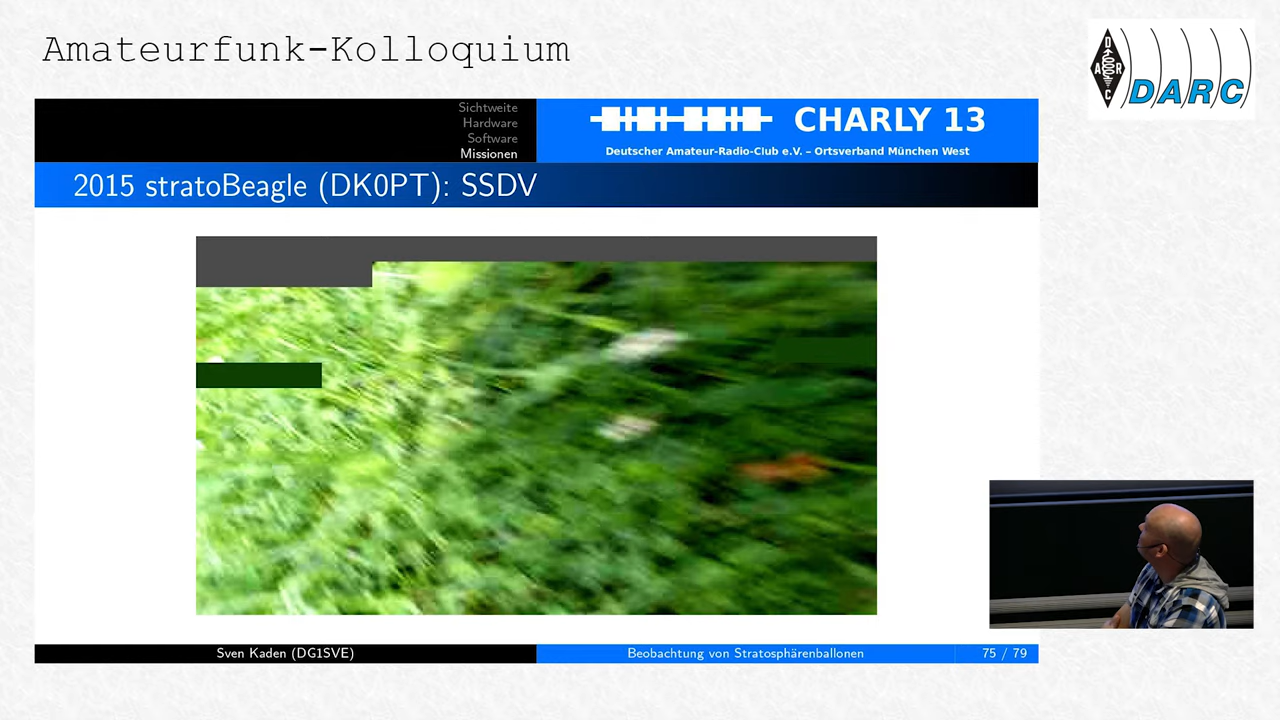 Amateurfunk-Kolloquium
D
A R
C
DARC
Sichtweite
Hardware
Software
Missionen
CHARLY 13
Deutscher Amateur-Radio-Club e.V. – Ortsverband München West
2015 stratoBeagle (DK0PT): SSDV
Sven Kaden (DG1SVE)
Beobachtung von Stratosphärenballonen
75 / 79